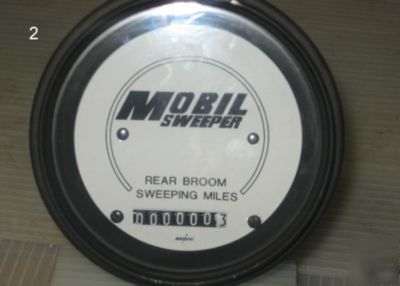 2
MOBIL
SWEEPER
REAR BROOM
SWEEPING MILES
0000003